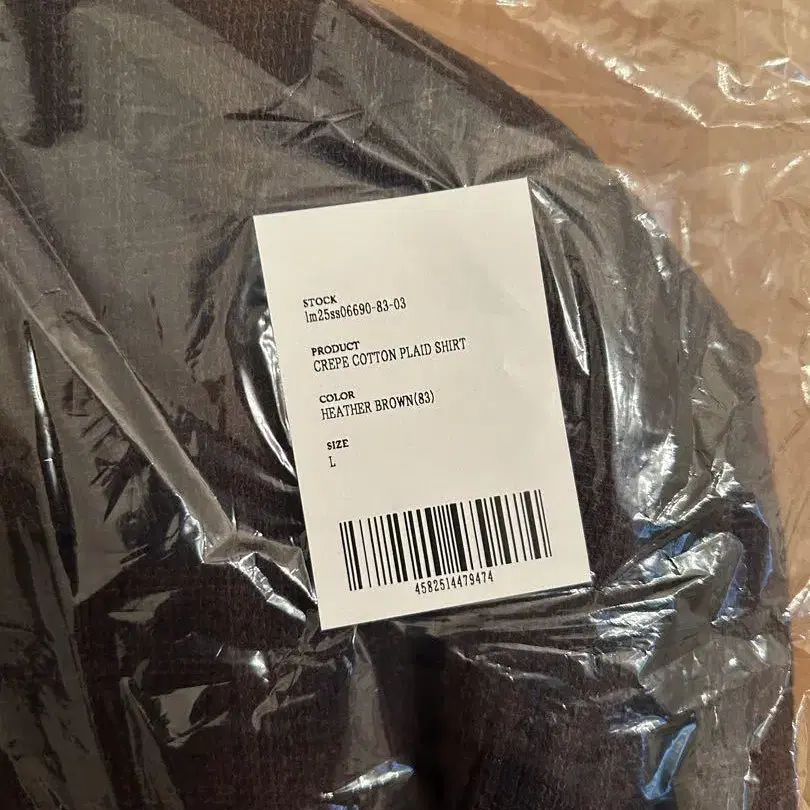 STOCK
lm25ss06690-83-03
PRODUCT
CREPE COTTON PLAID SHIRT
COLOR
HEATHER BROWN(83)
SIZE
L
4582514479474